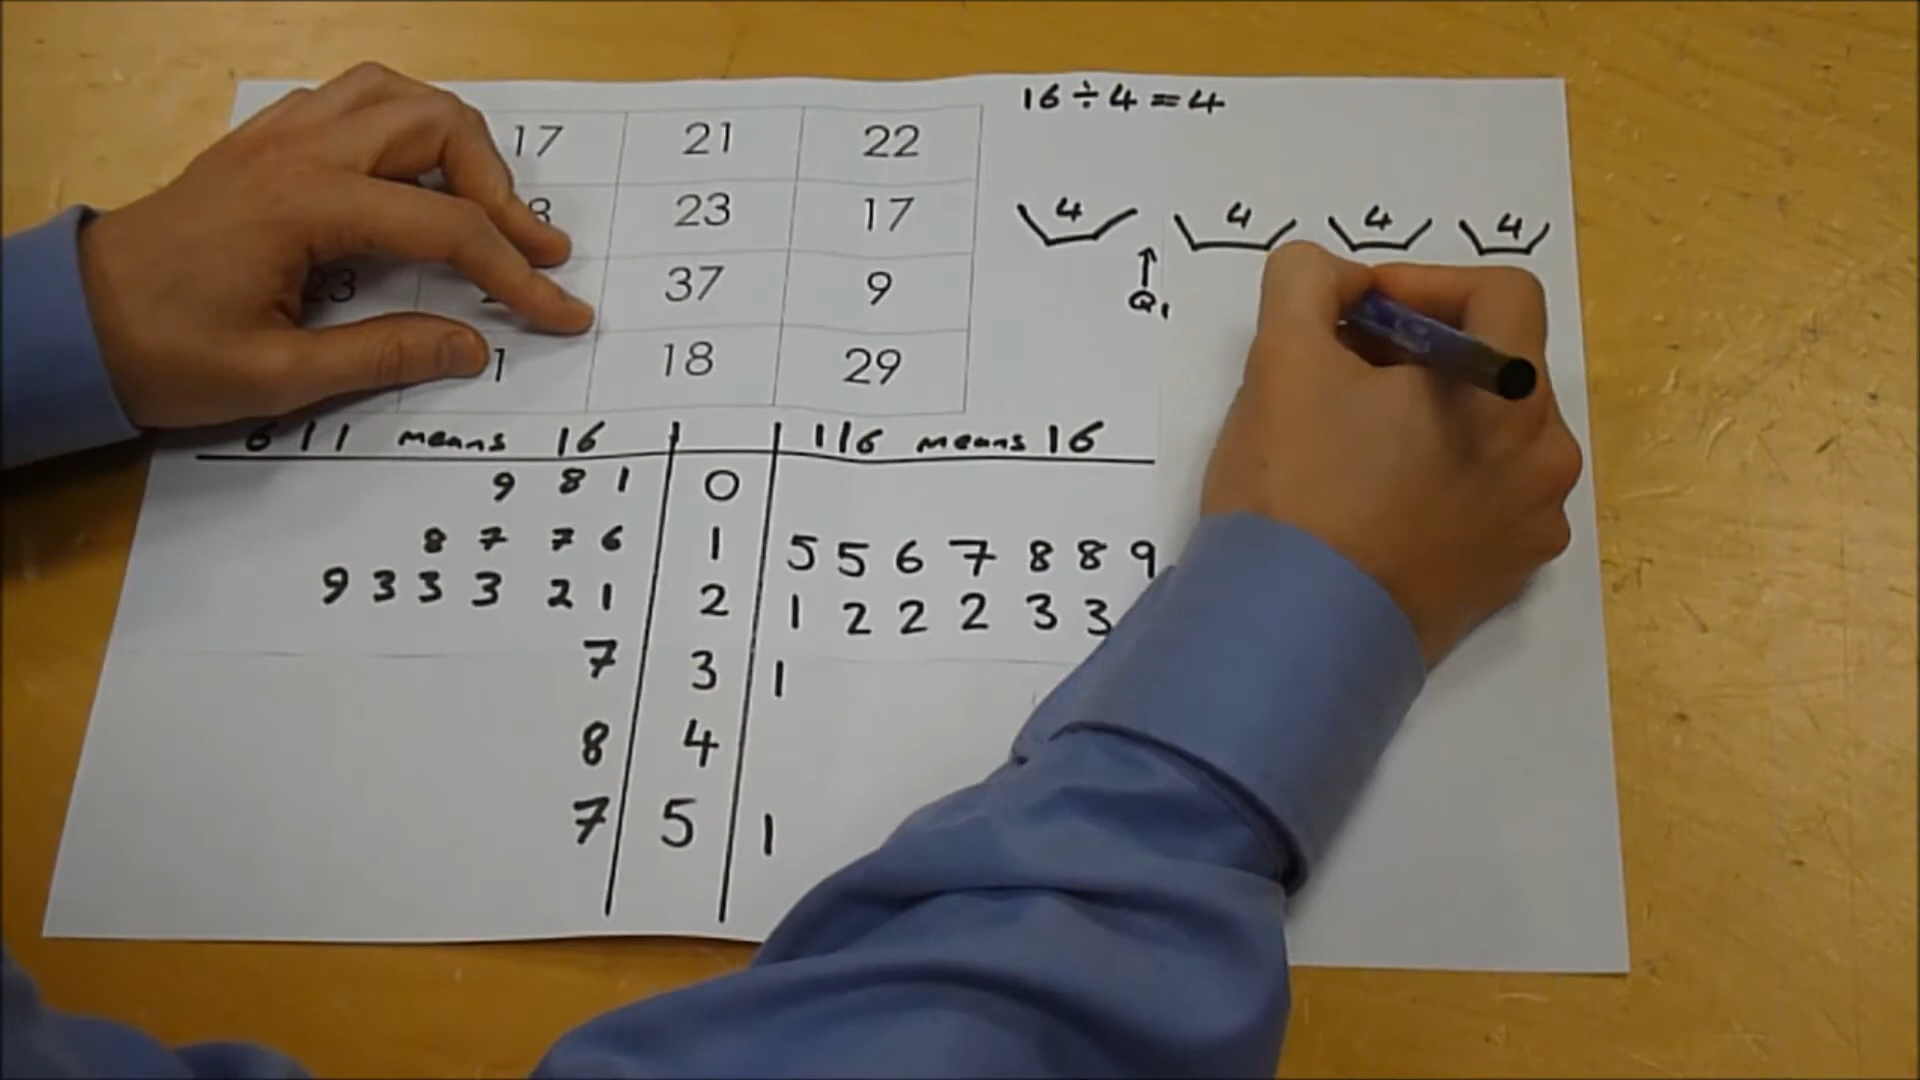 16 ÷ 4 = 4
17 21 22
23 17
37 9
18 29
4 4 4 4
Q1
6 | 1 means 16 1 | 6 means 16
9 8 1 0
8 7 7 6 1 5 5 6 7 8 8 9
9 3 3 3 2 1 2 1 2 2 2 3 3
7 3 1
8 4
7 5 1